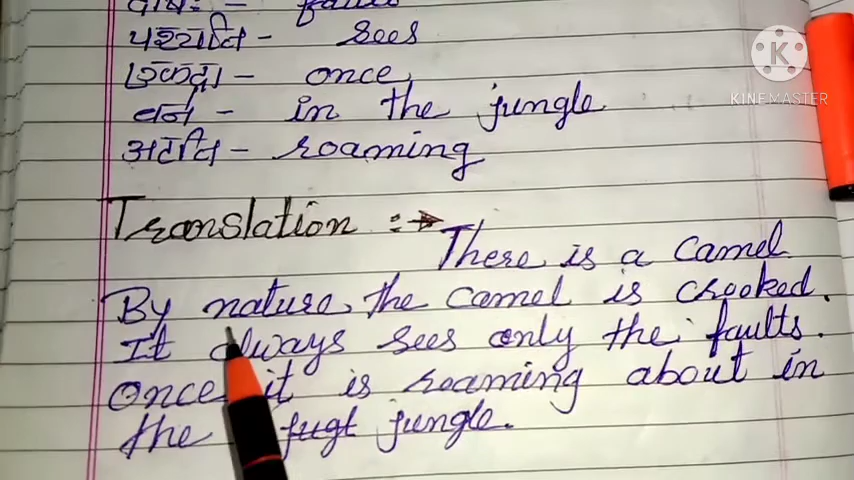 दोषः - faults
पश्यति - sees
एकदा - once
वने - in the jungle
अटति - roaming
Translation :→
There is a camel
By nature, the camel is crooked.
It always sees only the faults.
Once it is roaming about in
the jungle.
K
KINEMASTER